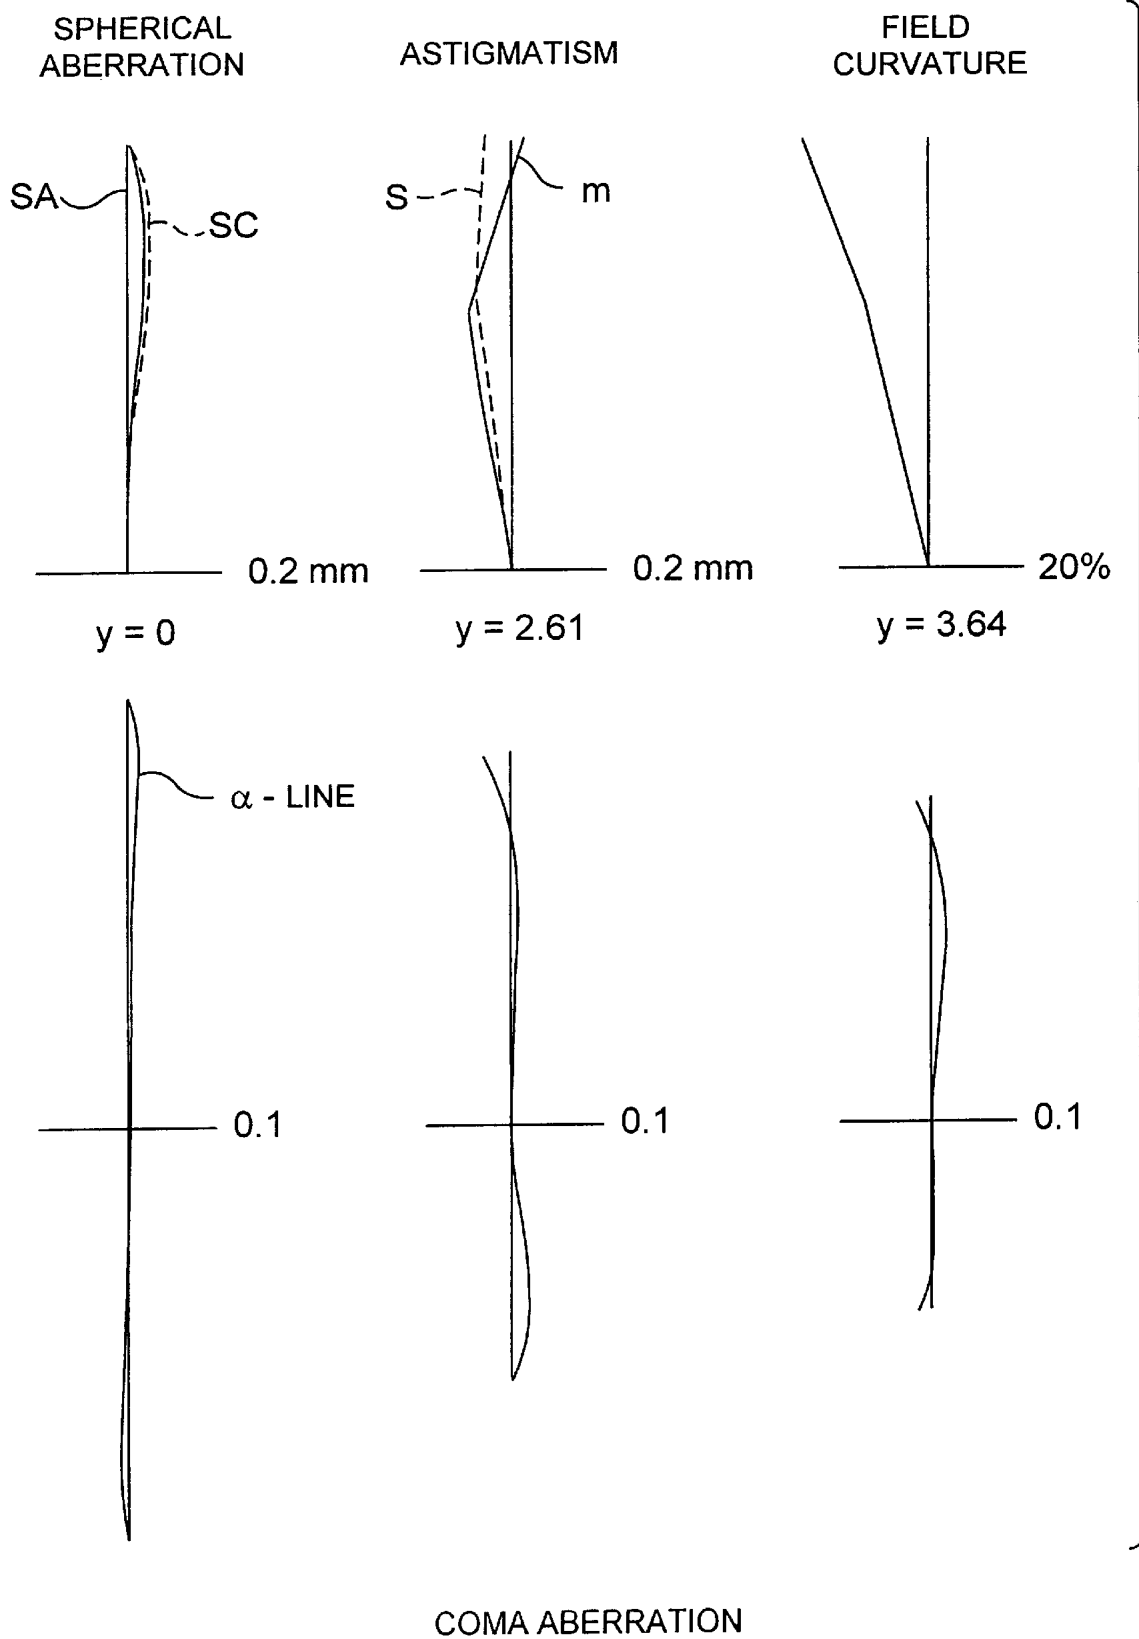 SPHERICAL
ABERRATION
ASTIGMATISM
FIELD
CURVATURE
SA
SC
S
m
0.2 mm
0.2 mm
20%
y = 0
y = 2.61
y = 3.64
α - LINE
0.1
0.1
0.1
COMA ABERRATION